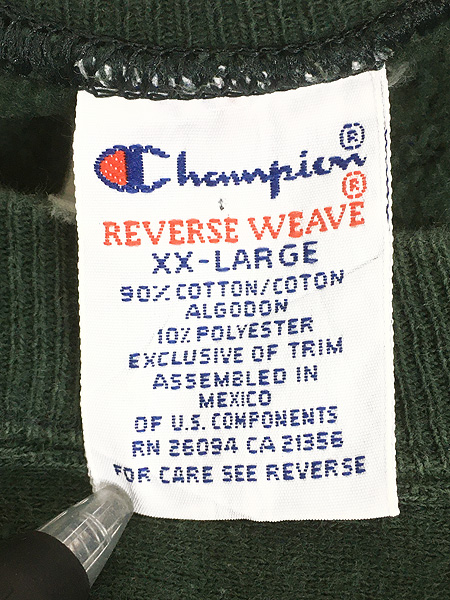 Champion®
REVERSE WEAVE®
XX-LARGE
90% COTTON/COTON
ALGODON
10% POLYESTER
EXCLUSIVE OF TRIM
ASSEMBLED IN
MEXICO
OF U.S. COMPONENTS
RN 26094 CA 21356
FOR CARE SEE REVERSE